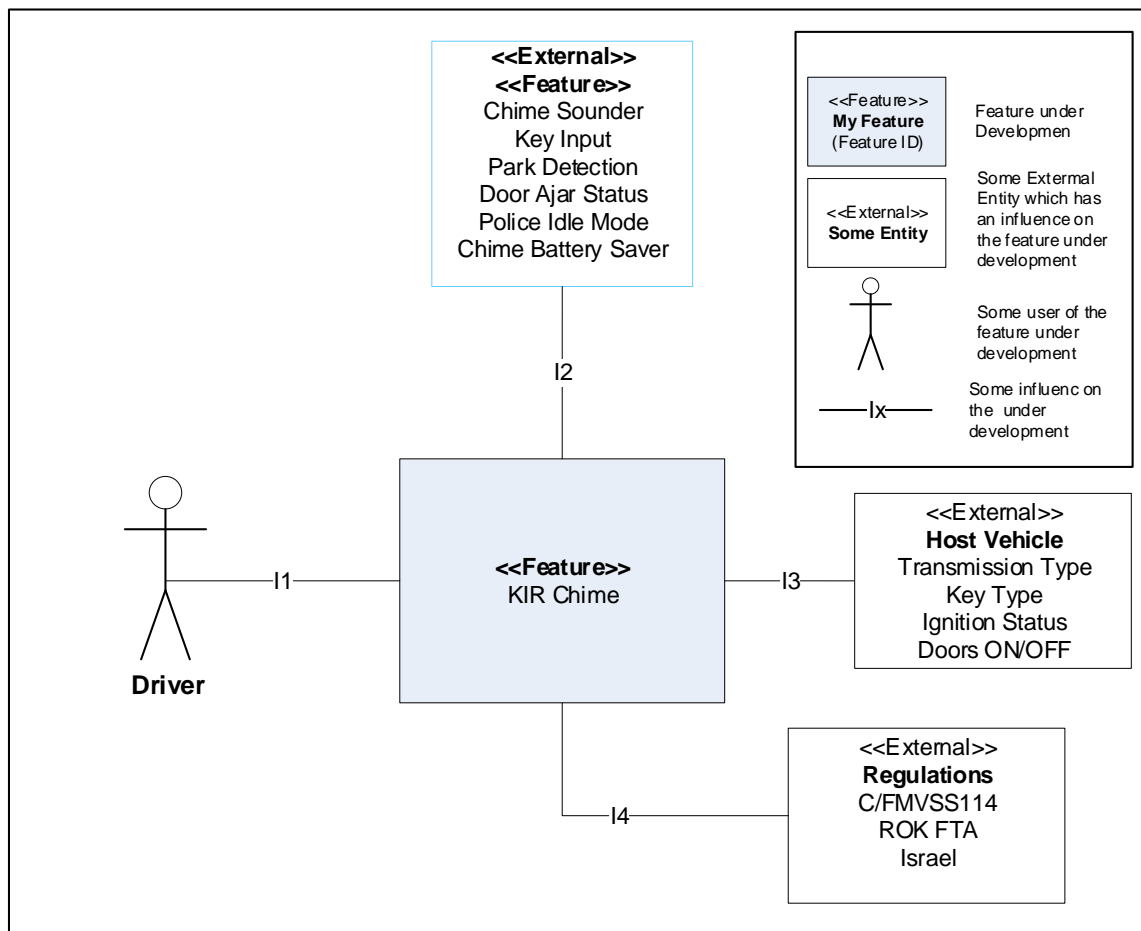 <<External>>
<<Feature>>
Chime Sounder
Key Input
Park Detection
Door Ajar Status
Police Idle Mode
Chime Battery Saver
<<Feature>>
My Feature
(Feature ID)
Feature under
Developmen
<<External>>
Some Entity
Some Extermal
Entity which has
an influence on
the feature under
development
Some user of the
feature under
development
Ix
Some influenc on
the under
development
I2
Driver
I1
<<Feature>>
KIR Chime
I3
<<External>>
Host Vehicle
Transmission Type
Key Type
Ignition Status
Doors ON/OFF
I4
<<External>>
Regulations
C/FMVSS114
ROK FTA
Israel